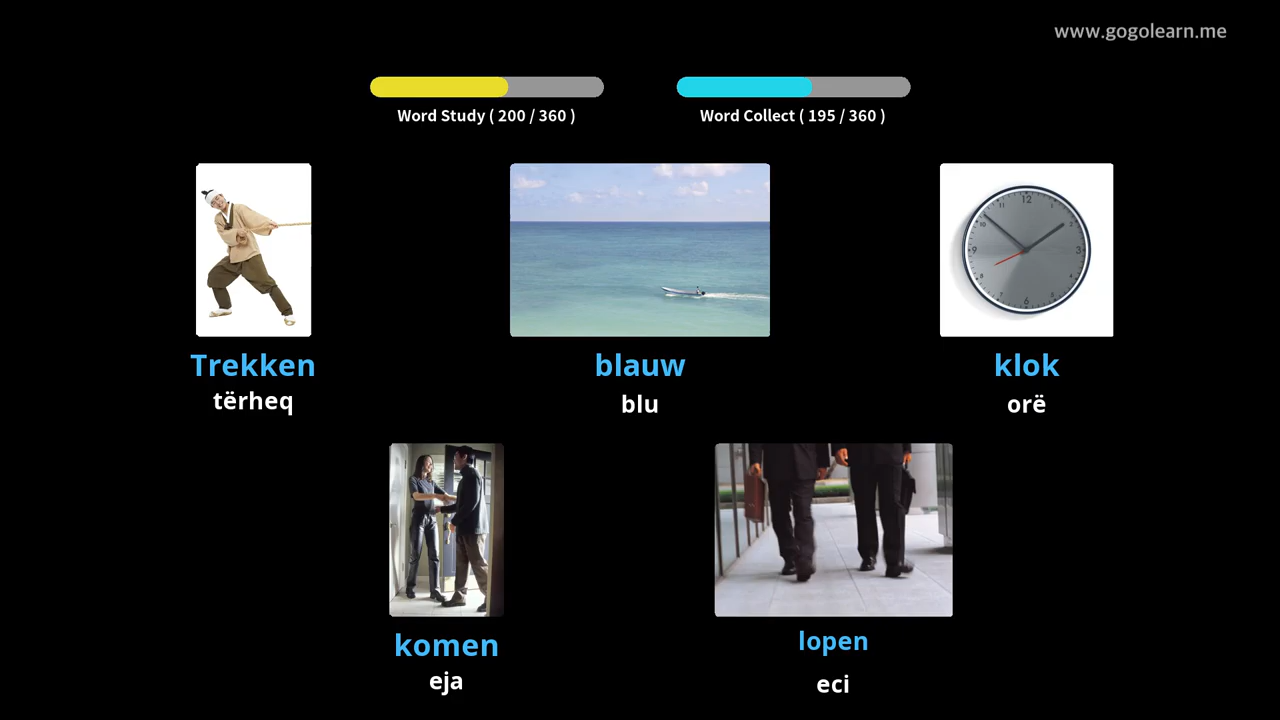 www.gogolearn.me
Word Study ( 200 / 360 )
Word Collect ( 195 / 360 )
Trekken
tërheq
blauw
blu
klok
orë
komen
eja
lopen
eci